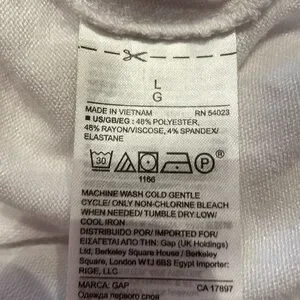 L
G
MADE IN VIETNAM RN 54023
■ US/GB/EG : 48% POLYESTER,
48% RAYON/VISCOSE, 4% SPANDEX/
ELASTANE
30 P
1166
MACHINE WASH COLD GENTLE
CYCLE/ ONLY NON-CHLORINE BLEACH
WHEN NEEDED/ TUMBLE DRY LOW/
COOL IRON
DISTRIBUIDO POR/ IMPORTED FOR/
ΕΙΣΑΓΕΤΑΙ ΑΠΟ ΤΗΝ: Gap (UK Holdings)
Ltd, Berkeley Square House / Berkeley
Square, London W1J 6BS Egypt Importer:
RIGE, LLC
MARCA: GAP CA 17897
Одежда первого слоя